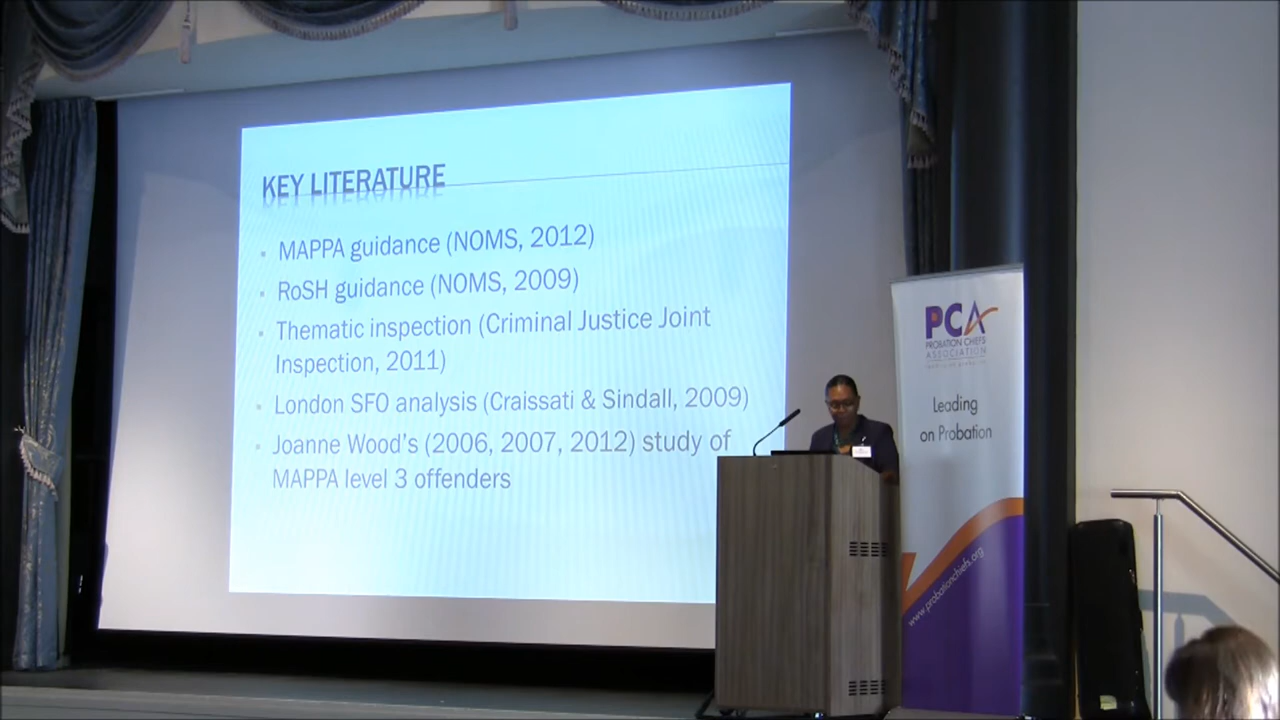 KEY LITERATURE
MAPPA guidance (NOMS, 2012)
RoSH guidance (NOMS, 2009)
Thematic inspection (Criminal Justice Joint
Inspection, 2011)
London SFO analysis (Craissati & Sindall, 2009)
Joanne Wood's (2006, 2007, 2012) study of
MAPPA level 3 offenders
PCA
PROBATION CHIEFS
ASSOCIATION
Leading
on Probation
www.probationchiefs.org